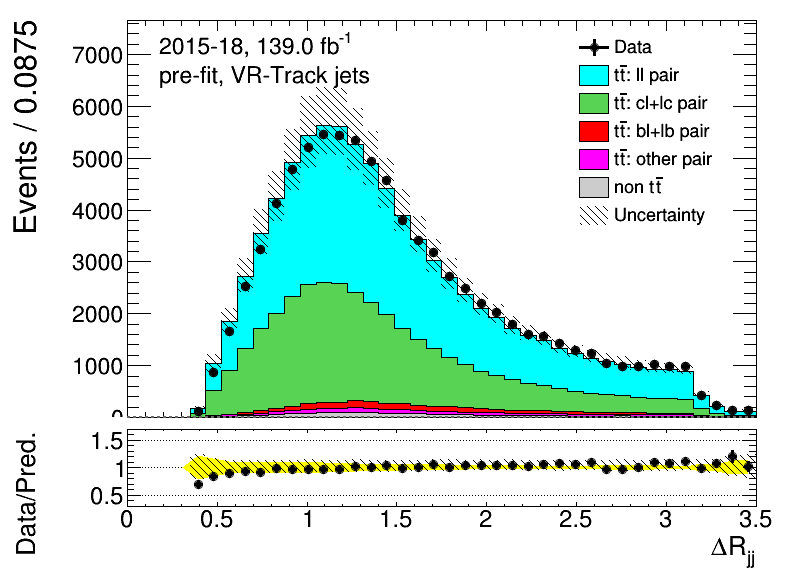 2015-18, 139.0 fb-1
pre-fit, VR-Track jets
Data
tt̄: ll pair
tt̄: cl+lc pair
tt̄: bl+lb pair
tt̄: other pair
non tt̄
Uncertainty
Events / 0.0875
7000
6000
5000
4000
3000
2000
1000
0
Data/Pred.
1.5
1
0.5
0 0.5 1 1.5 2 2.5 3 3.5
ΔRjj